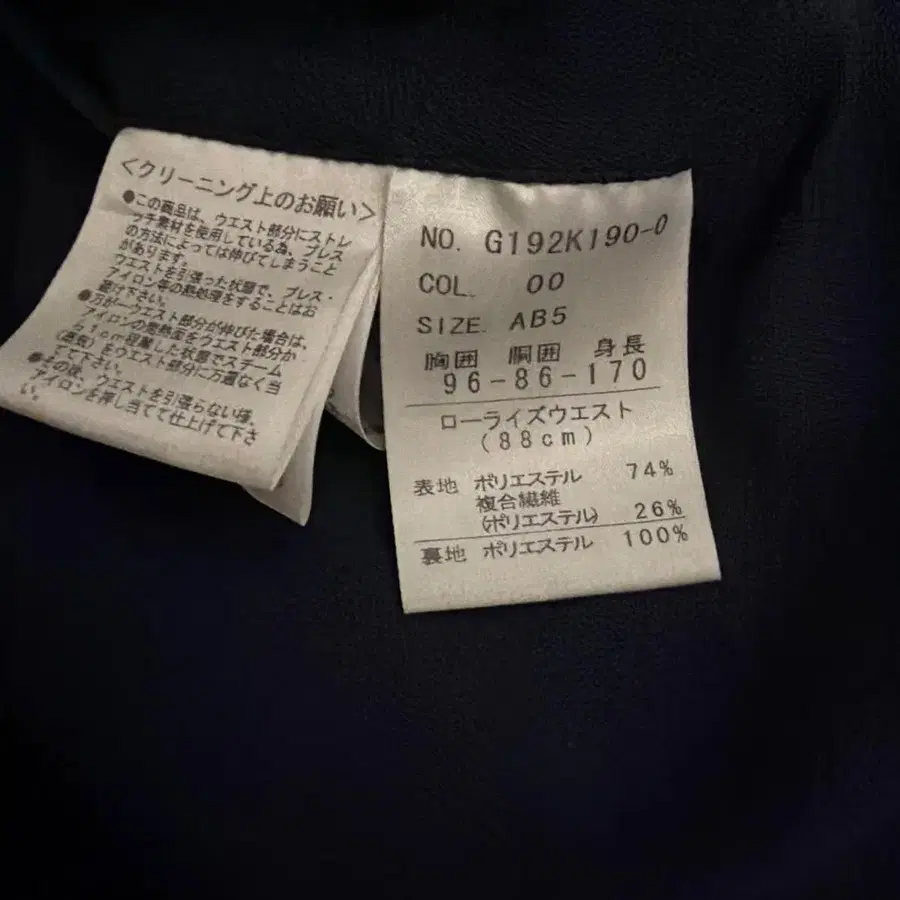 <クリーニング上のお願い>
●この商品は、ウエスト部分にストレ
ッチ素材を使用している為、プレス
の方法によっては伸びてしまうこと
があります。
ウエストを引張った状態で、プレス・
アイロン等の熱処理をすることはお
避け下さい。
●万が一ウエスト部分が伸びた場合は、
アイロンの
経過した状態でスチーム
(蒸気)をウエスト部分に万遍なく当
てて下さい。
●その後、ウエストを引張らない様、
アイロンを押し当てて仕上げて下さ
い。
NO. G192K190-0
COL. 00
SIZE. AB5
胸囲 胴囲 身長
96-86-170
ローライズウエスト
(88cm)
表地 ポリエステル 74%
複合繊維
(ポリエステル) 26%
裏地 ポリエステル 100%